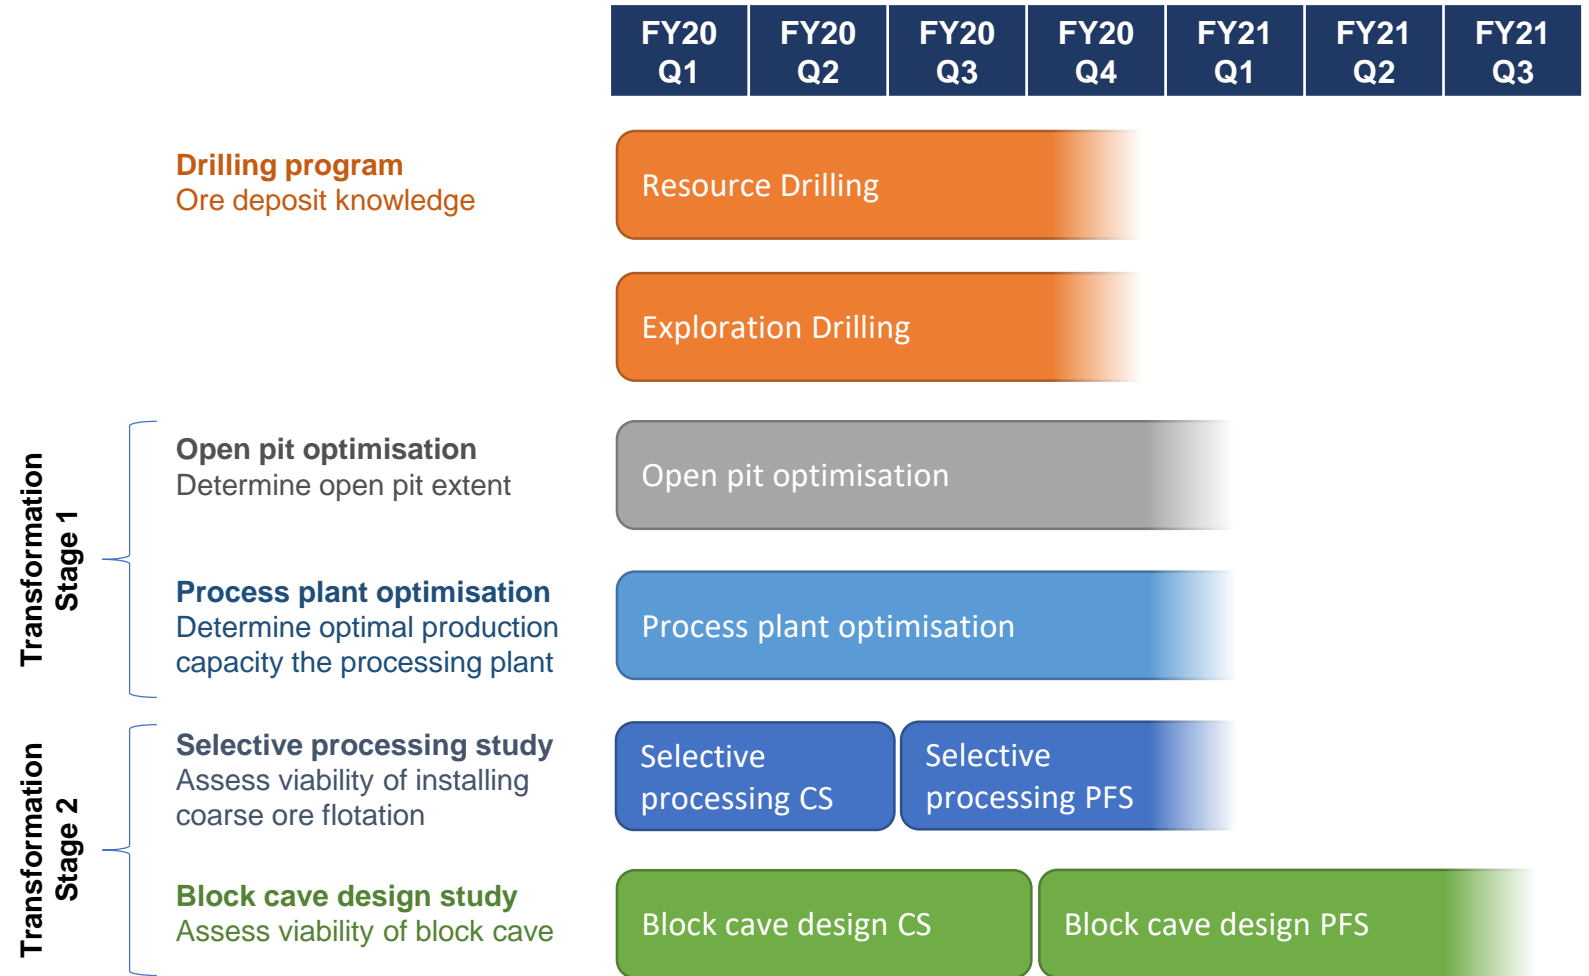 FY20 FY20 FY20 FY20 FY21 FY21 FY21
Q1 Q2 Q3 Q4 Q1 Q2 Q3
Drilling program
Ore deposit knowledge
Resource Drilling
Exploration Drilling
Transformation
Stage 1
Open pit optimisation
Determine open pit extent
Open pit optimisation
Process plant optimisation
Determine optimal production
capacity the processing plant
Process plant optimisation
Transformation
Stage 2
Selective processing study
Assess viability of installing
coarse ore flotation
Selective
processing CS
Selective
processing PFS
Block cave design study
Assess viability of block cave
Block cave design CS
Block cave design PFS